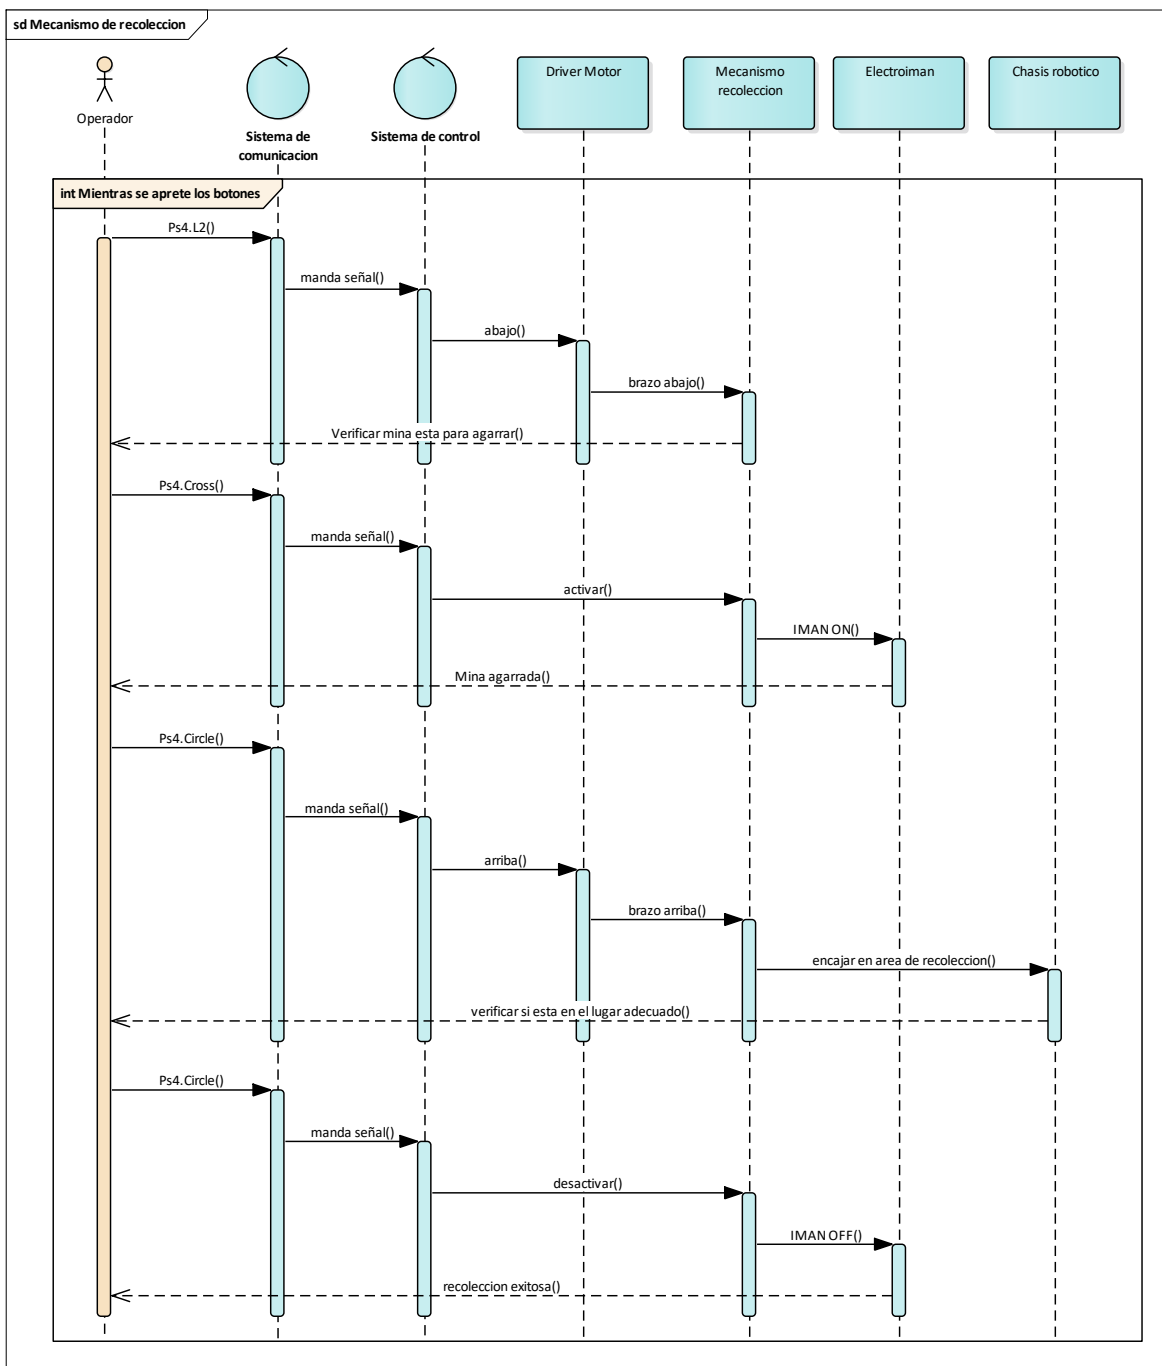 sd Mecanismo de recoleccion
Operador
Sistema de
comunicacion
Sistema de control
Driver Motor
Mecanismo
recoleccion
Electroiman
Chasis robotico
int Mientras se aprete los botones
Ps4.L2()
manda señal()
abajo()
brazo abajo()
Verificar mina esta para agarrar()
Ps4.Cross()
manda señal()
activar()
IMAN ON()
Mina agarrada()
Ps4.Circle()
manda señal()
arriba()
brazo arriba()
encajar en area de recoleccion()
verificar si esta en el lugar adecuado()
Ps4.Circle()
manda señal()
desactivar()
IMAN OFF()
recoleccion exitosa()